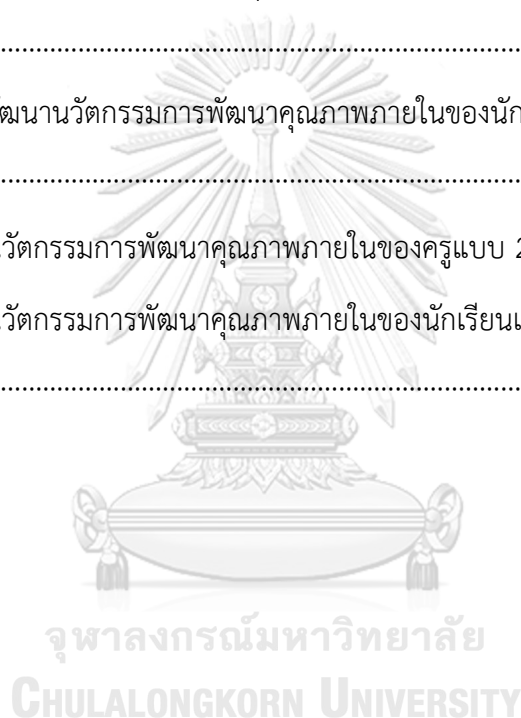 ................................................................................
ัฒนานวัตกรรมการพัฒนาคุณภาพภายในของนัก
................................................................................
วัตกรรมการพัฒนาคุณภาพภายในของครูแบบ 2
วัตกรรมการพัฒนาคุณภาพภายในของนักเรียนแ
................................................................................
จุฬาลงกรณ์มหาวิทยาลัย
CHULALONGKORN UNIVERSITY